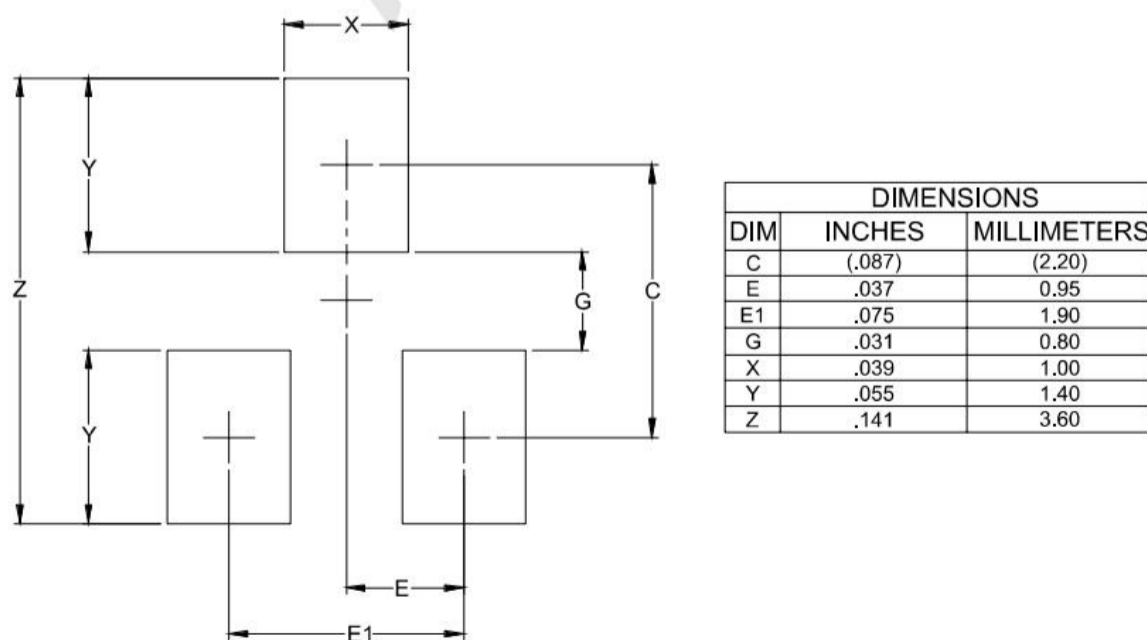 X
Y
Z
G
C
Y
E
E1
DIMENSIONS
DIM INCHES MILLIMETERS
C (.087) (2.20)
E .037 0.95
E1 .075 1.90
G .031 0.80
X .039 1.00
Y .055 1.40
Z .141 3.60